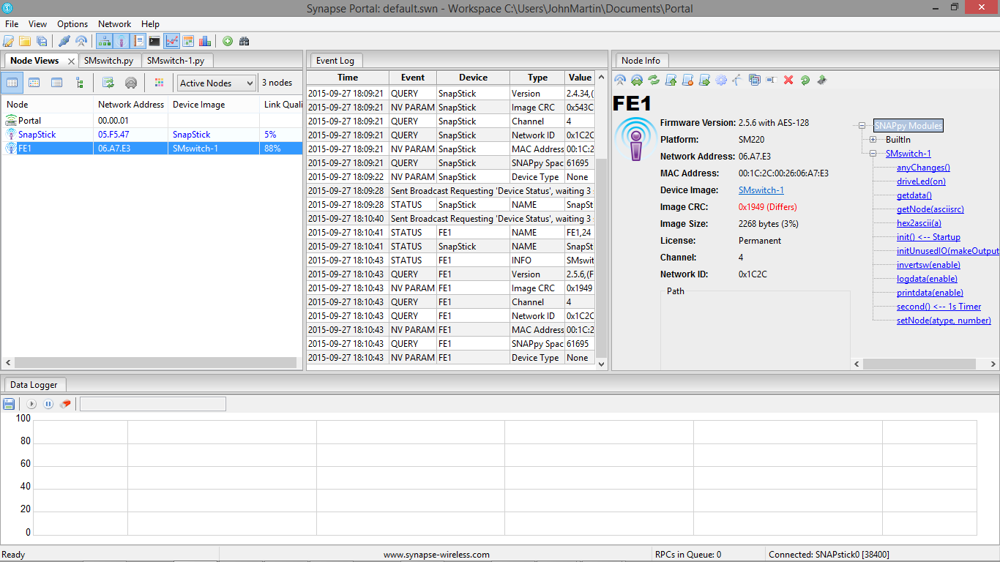 Synapse Portal: default.swn - Workspace C:\Users\JohnMartin\Documents\Portal
File View Options Network Help
Node Views
SMswitch.py
SMswitch-1.py
Active Nodes
3 nodes
Node Network Address Device Image Link Quali
Portal 00.00.01
SnapStick 05.F5.47 SnapStick 5%
FE1 06.A7.E3 SMswitch-1 88%
Event Log
Time Event Device Type Value
2015-09-27 18:09:21 QUERY SnapStick Version 2.4.34,(
2015-09-27 18:09:21 NV PARAM SnapStick Image CRC 0x543C
2015-09-27 18:09:21 QUERY SnapStick Channel 4
2015-09-27 18:09:21 QUERY SnapStick Network ID 0x1C2C
2015-09-27 18:09:21 NV PARAM SnapStick MAC Address 00:1C:2
2015-09-27 18:09:21 QUERY SnapStick SNAPpy Spac 61695
2015-09-27 18:09:22 NV PARAM SnapStick Device Type None
2015-09-27 18:09:28 Sent Broadcast Requesting 'Device Status', waiting 3
2015-09-27 18:09:28 STATUS SnapStick NAME SnapSt
2015-09-27 18:10:40 Sent Broadcast Requesting 'Device Status', waiting 3
2015-09-27 18:10:41 STATUS FE1 NAME FE1,24
2015-09-27 18:10:41 STATUS SnapStick NAME SnapSt
2015-09-27 18:10:43 STATUS FE1 INFO SMswit
2015-09-27 18:10:43 QUERY FE1 Version 2.5.6,(F
2015-09-27 18:10:43 NV PARAM FE1 Image CRC 0x1949
2015-09-27 18:10:43 QUERY FE1 Channel 4
2015-09-27 18:10:43 QUERY FE1 Network ID 0x1C2C
2015-09-27 18:10:43 NV PARAM FE1 MAC Address 00:1C:2
2015-09-27 18:10:43 QUERY FE1 SNAPpy Spac 61695
2015-09-27 18:10:43 NV PARAM FE1 Device Type None
Node Info
FE1
Firmware Version: 2.5.6 with AES-128
Platform: SM220
Network Address: 06.A7.E3
MAC Address: 00:1C:2C:00:26:06:A7:E3
Device Image: SMswitch-1
Image CRC: 0x1949 (Differs)
Image Size: 2268 bytes (3%)
License: Permanent
Channel: 4
Network ID: 0x1C2C
Path
SNAPpy Modules
BuiltIn
SMswitch-1
anyChanges()
driveLed(on)
getdata()
getNode(asciisrc)
hex2ascii(a)
init() <-- Startup
initUnusedIO(makeOutput
invertsw(enable)
logdata(enable)
printdata(enable)
second() <-- 1s Timer
setNode(atype, number)
Data Logger
100
80
60
40
20
0
Ready
www.synapse-wireless.com
RPCs in Queue: 0
Connected: SNAPstick0 [38400]